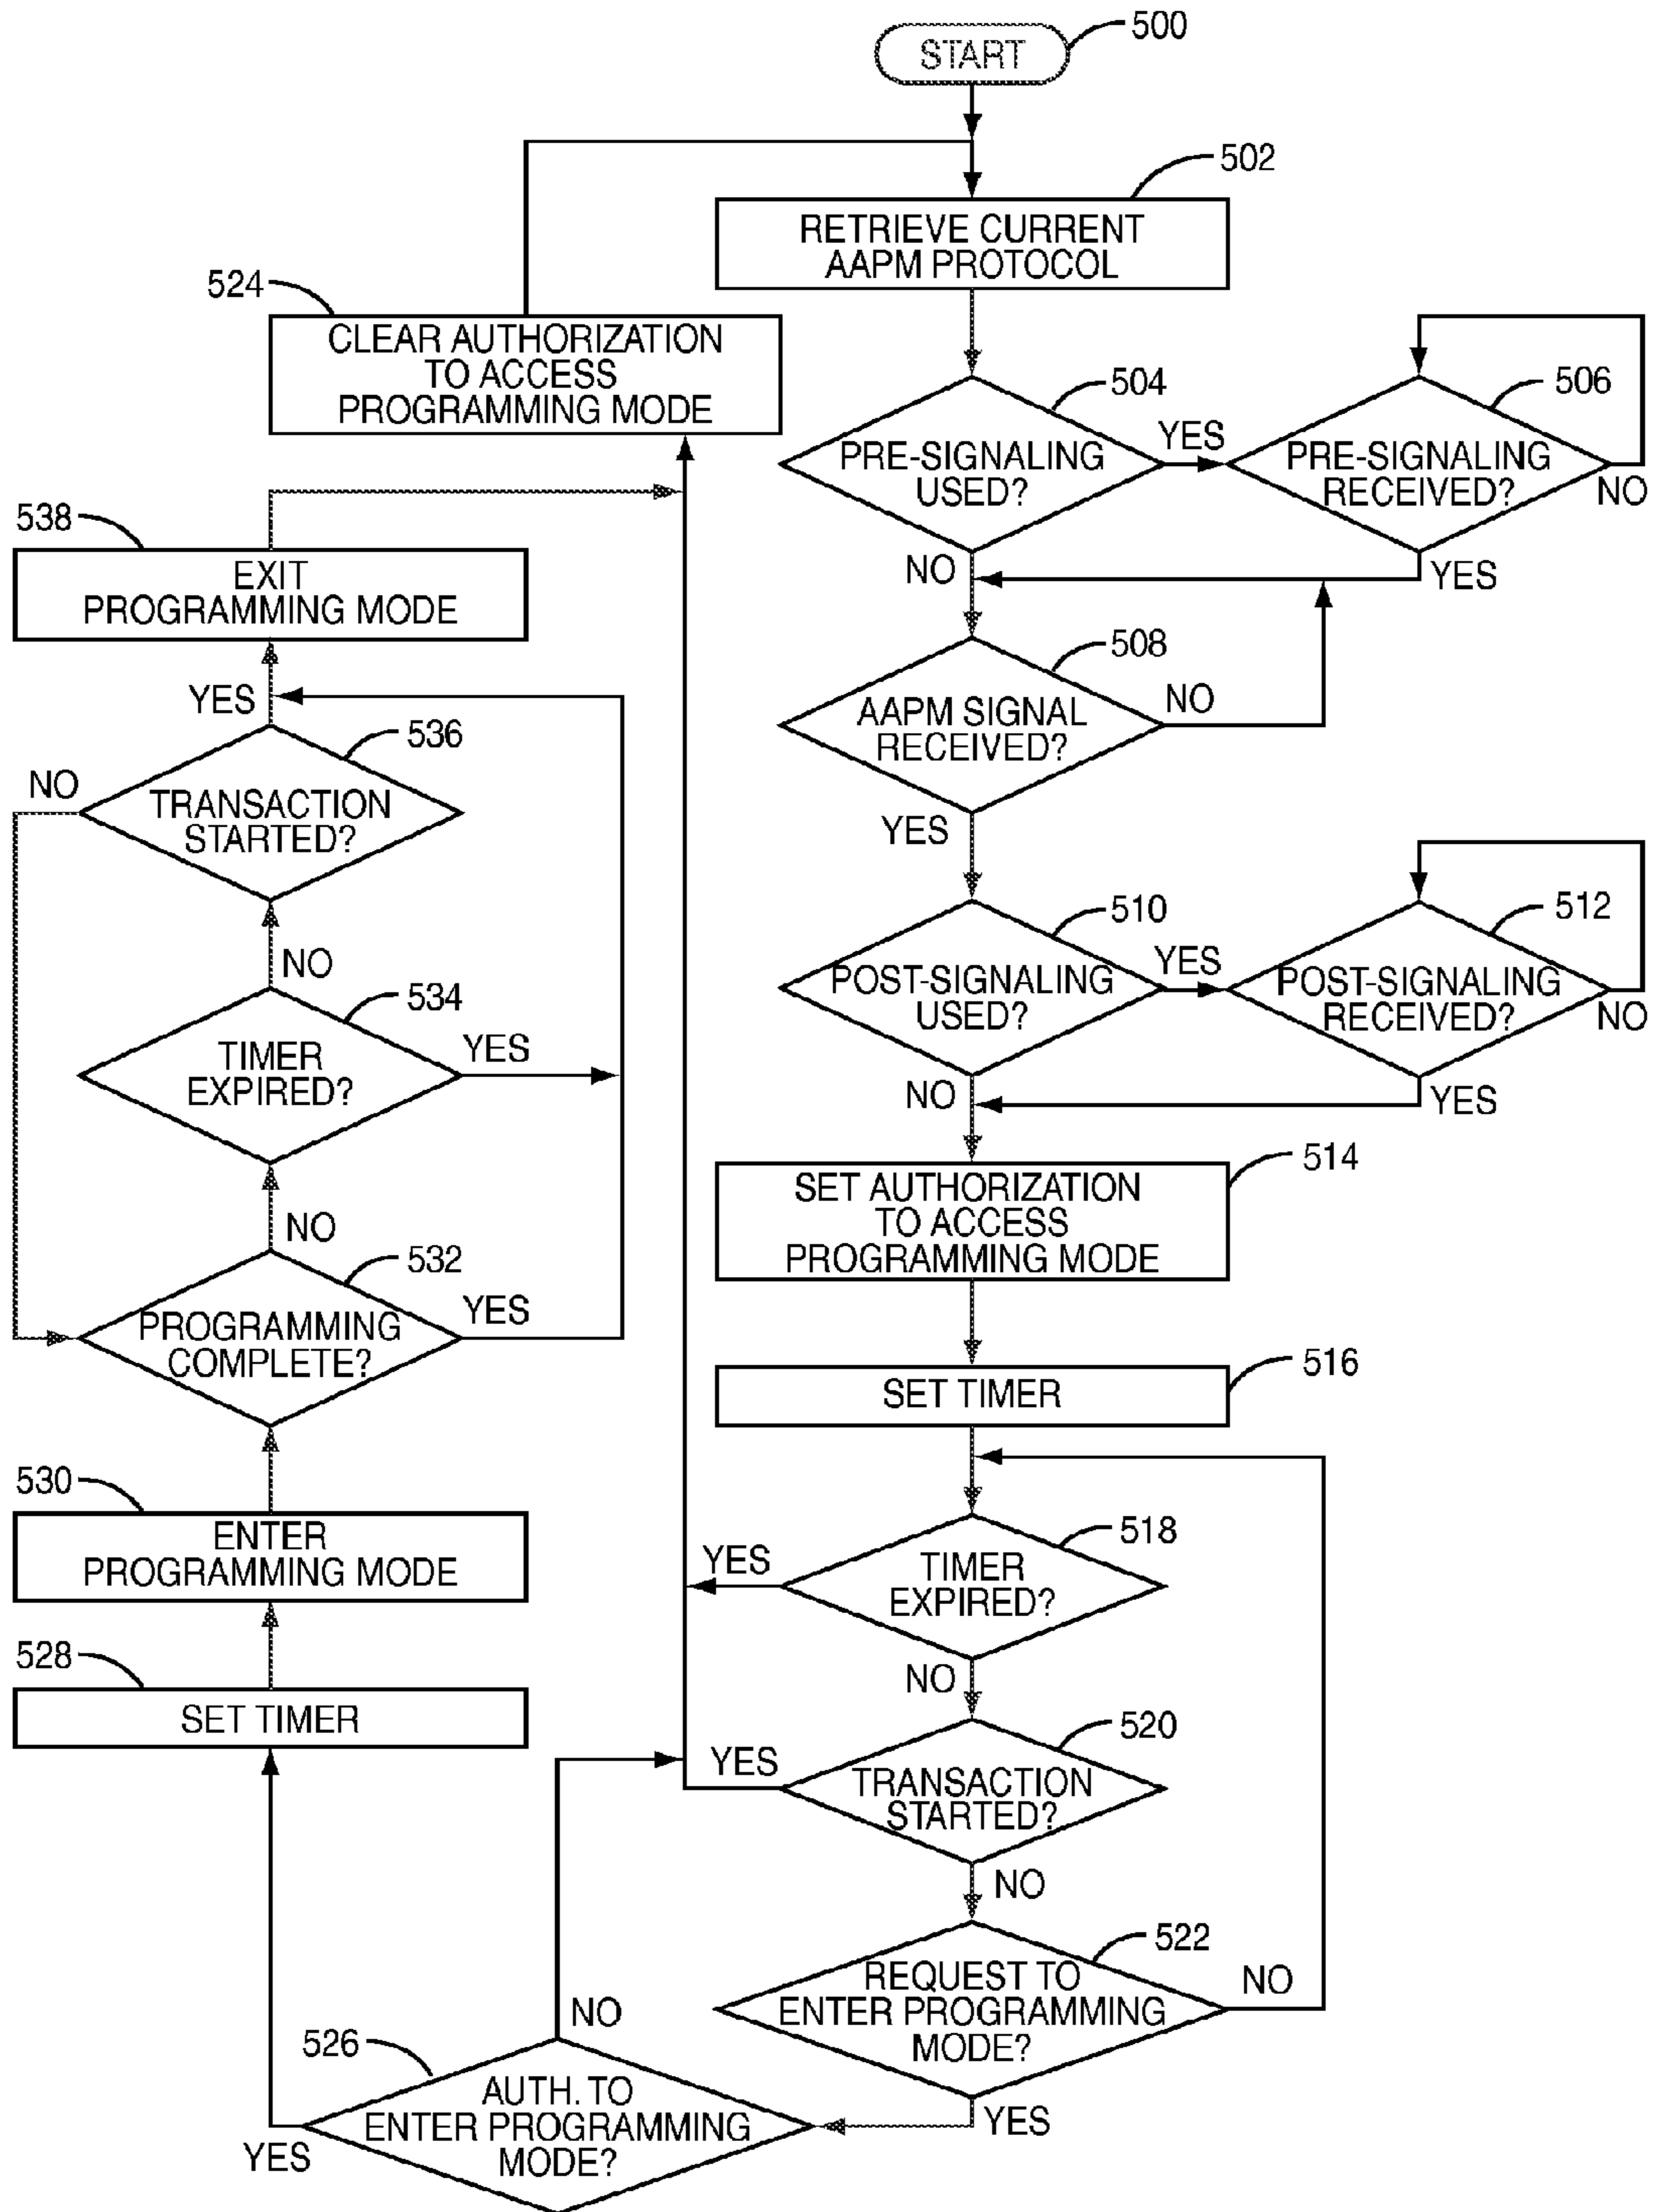 START
500
502
RETRIEVE CURRENT
AAPM PROTOCOL
524
CLEAR AUTHORIZATION
TO ACCESS
PROGRAMMING MODE
504
PRE-SIGNALING
USED?
YES
NO
506
PRE-SIGNALING
RECEIVED?
NO
YES
508
AAPM SIGNAL
RECEIVED?
NO
YES
510
POST-SIGNALING
USED?
YES
NO
512
POST-SIGNALING
RECEIVED?
NO
YES
514
SET AUTHORIZATION
TO ACCESS
PROGRAMMING MODE
516
SET TIMER
518
TIMER
EXPIRED?
YES
NO
520
TRANSACTION
STARTED?
YES
NO
522
REQUEST TO
ENTER PROGRAMMING
MODE?
NO
YES
526
AUTH. TO
ENTER PROGRAMMING
MODE?
NO
YES
528
SET TIMER
530
ENTER
PROGRAMMING MODE
532
PROGRAMMING
COMPLETE?
YES
NO
534
TIMER
EXPIRED?
YES
NO
536
TRANSACTION
STARTED?
NO
YES
538
EXIT
PROGRAMMING MODE